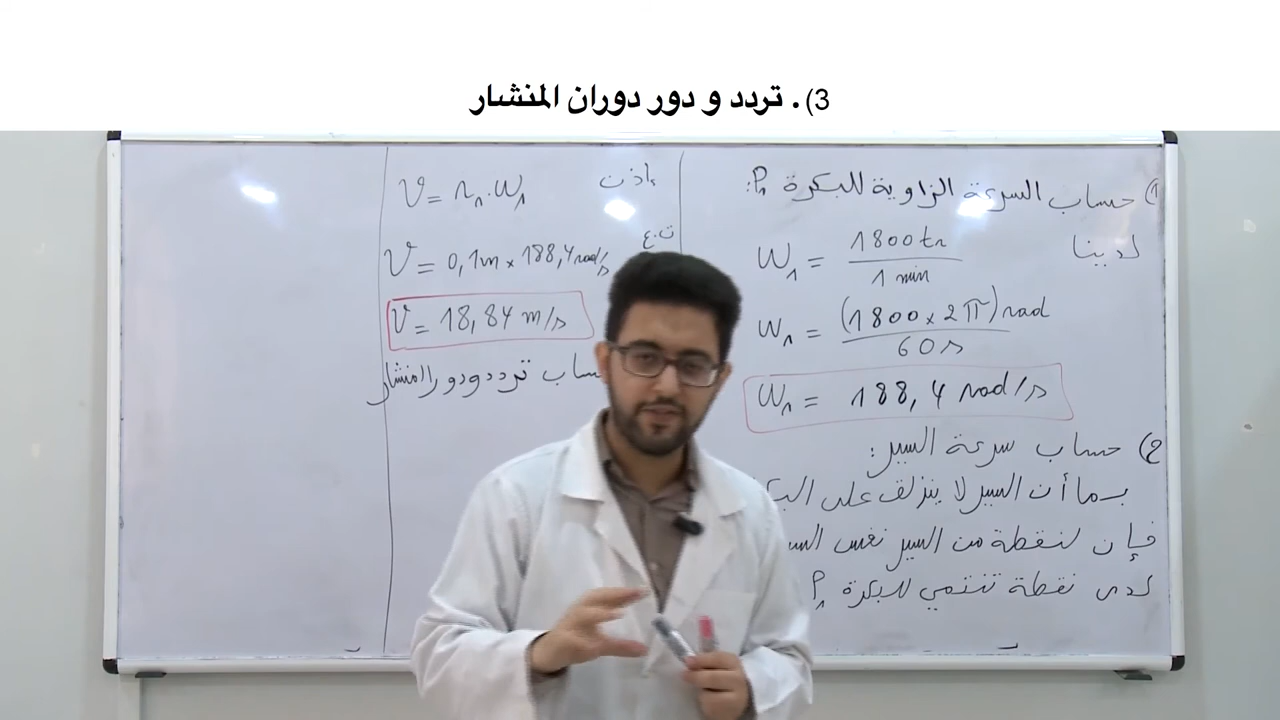 3). تردد و دور دوران المنشار
1) حساب السرعة الزاوية للبكرة P₁:
لدينا
W₁ = 1800 tr / 1 min
W₁ = (1800 × 2π) rad / 60 s
W₁ = 188,4 rad/s
2) حساب سرعة السير:
بما أن السير لا ينزلق على
فإن لنقطة من السير نفس
لدى نقطة تنتمي للبكرة P₁
إذن
V = r₁.W₁
ت.ع
V = 0,1m × 188,4 rad/s
V = 18,84 m/s
تردد ودور المنشار